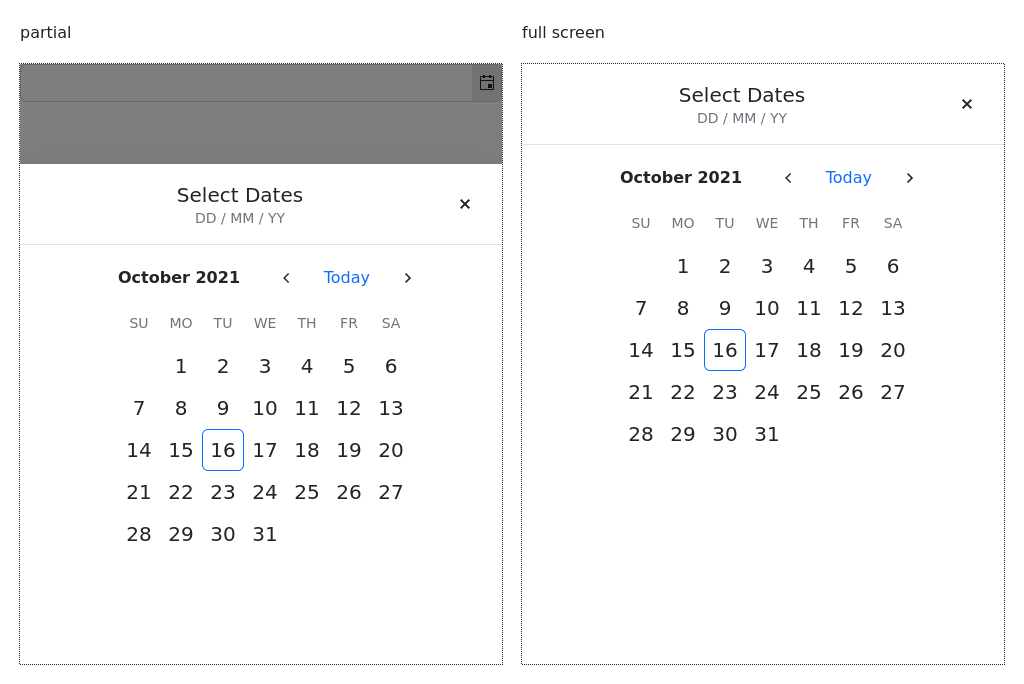 partial
Select Dates
DD / MM / YY
October 2021 Today
SU MO TU WE TH FR SA
1 2 3 4 5 6
7 8 9 10 11 12 13
14 15 16 17 18 19 20
21 22 23 24 25 26 27
28 29 30 31
full screen
Select Dates
DD / MM / YY
October 2021 Today
SU MO TU WE TH FR SA
1 2 3 4 5 6
7 8 9 10 11 12 13
14 15 16 17 18 19 20
21 22 23 24 25 26 27
28 29 30 31